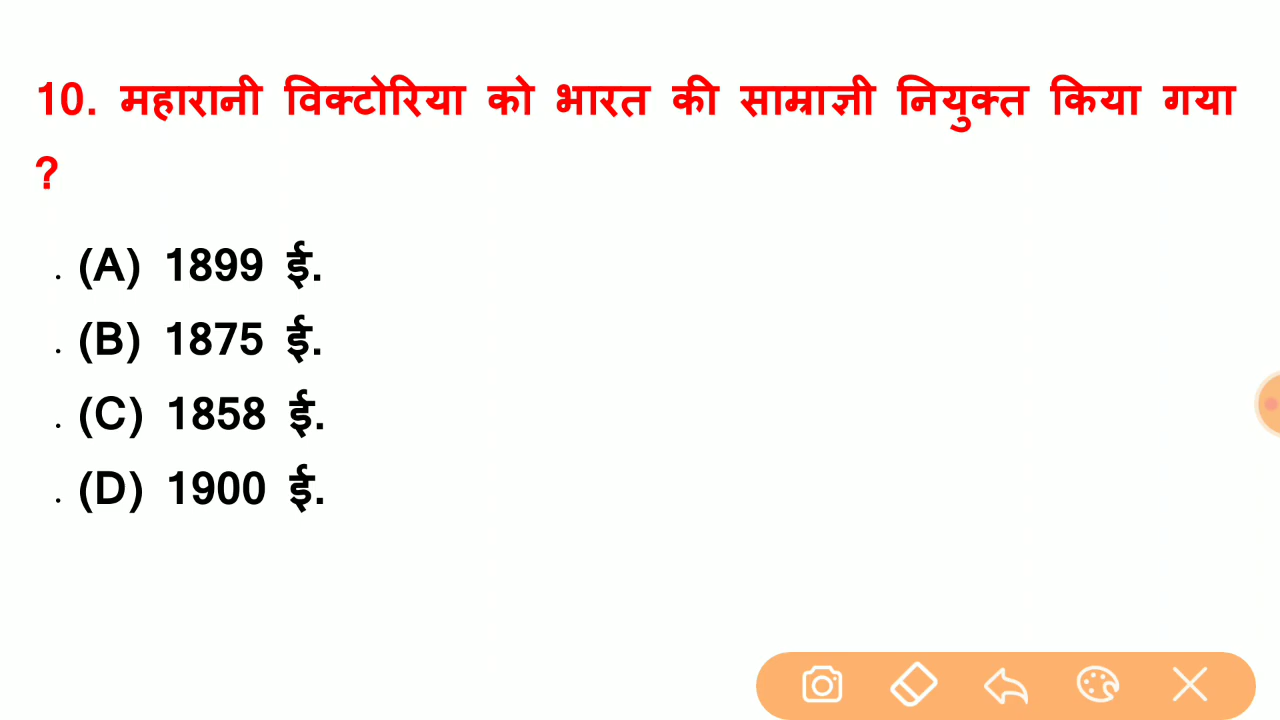 10. महारानी विक्टोरिया को भारत की साम्राज्ञी नियुक्त किया गया
?
. (A) 1899 ई.
. (B) 1875 ई.
. (C) 1858 ई.
. (D) 1900 ई.